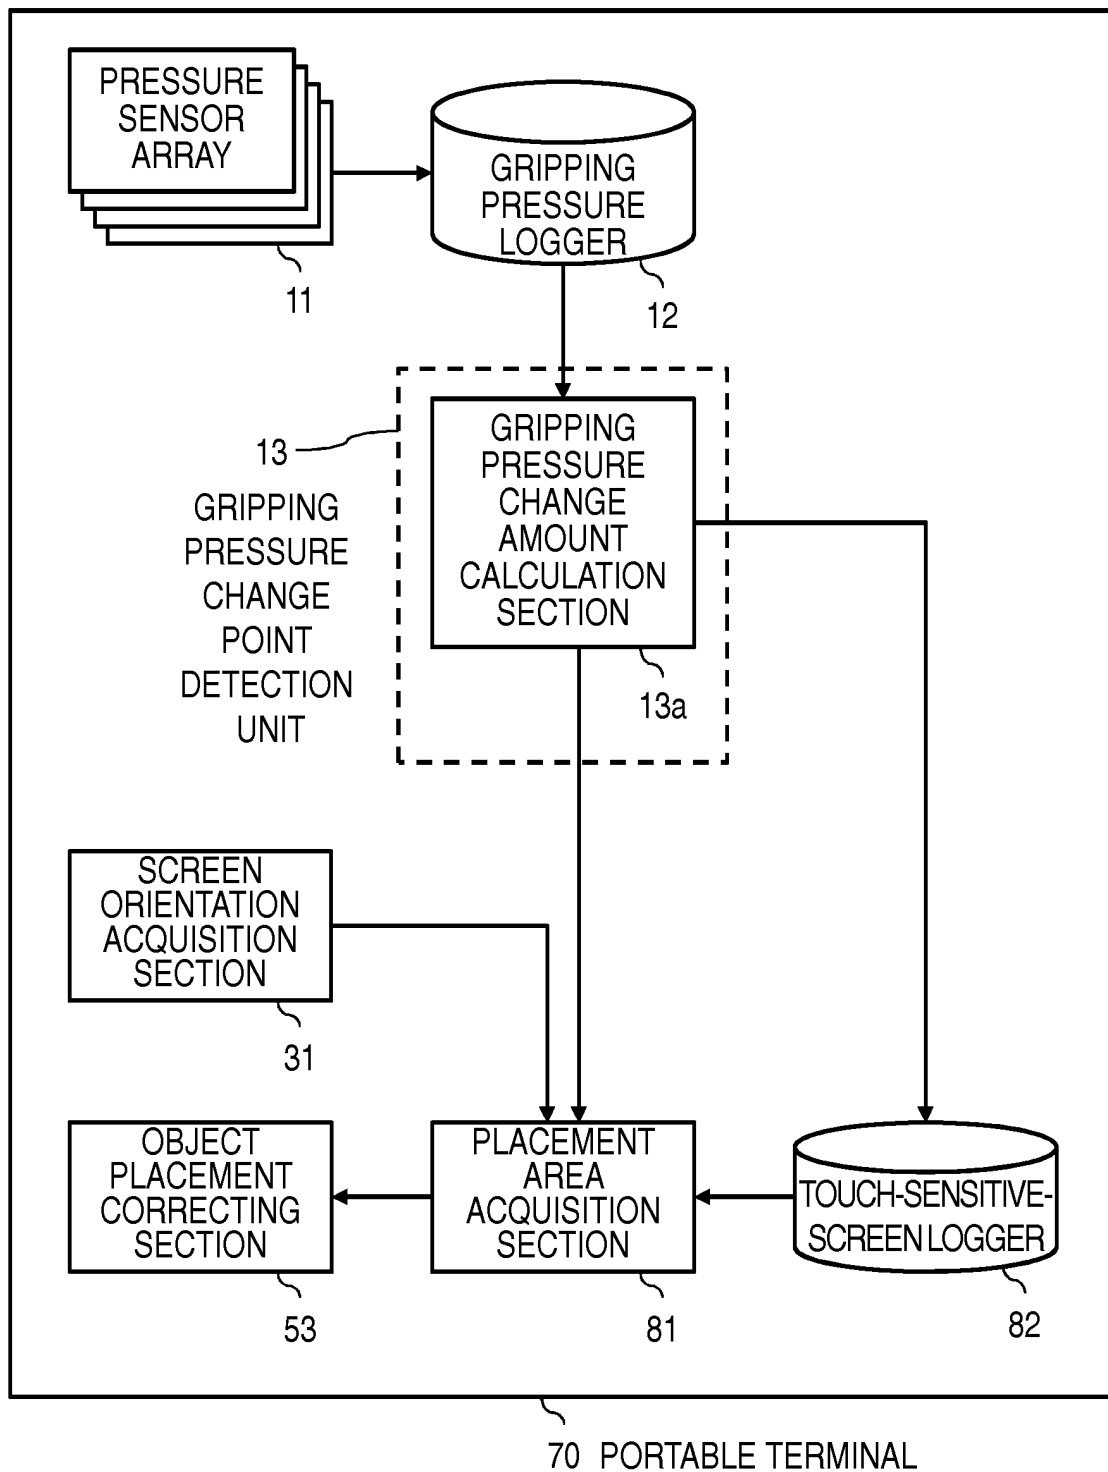 PRESSURE
SENSOR
ARRAY
11
GRIPPING
PRESSURE
LOGGER
12
13
GRIPPING
PRESSURE
CHANGE
POINT
DETECTION
UNIT
GRIPPING
PRESSURE
CHANGE
AMOUNT
CALCULATION
SECTION
13a
SCREEN
ORIENTATION
ACQUISITION
SECTION
31
OBJECT
PLACEMENT
CORRECTING
SECTION
53
PLACEMENT
AREA
ACQUISITION
SECTION
81
TOUCH-SENSITIVE-
SCREEN LOGGER
82
70 PORTABLE TERMINAL